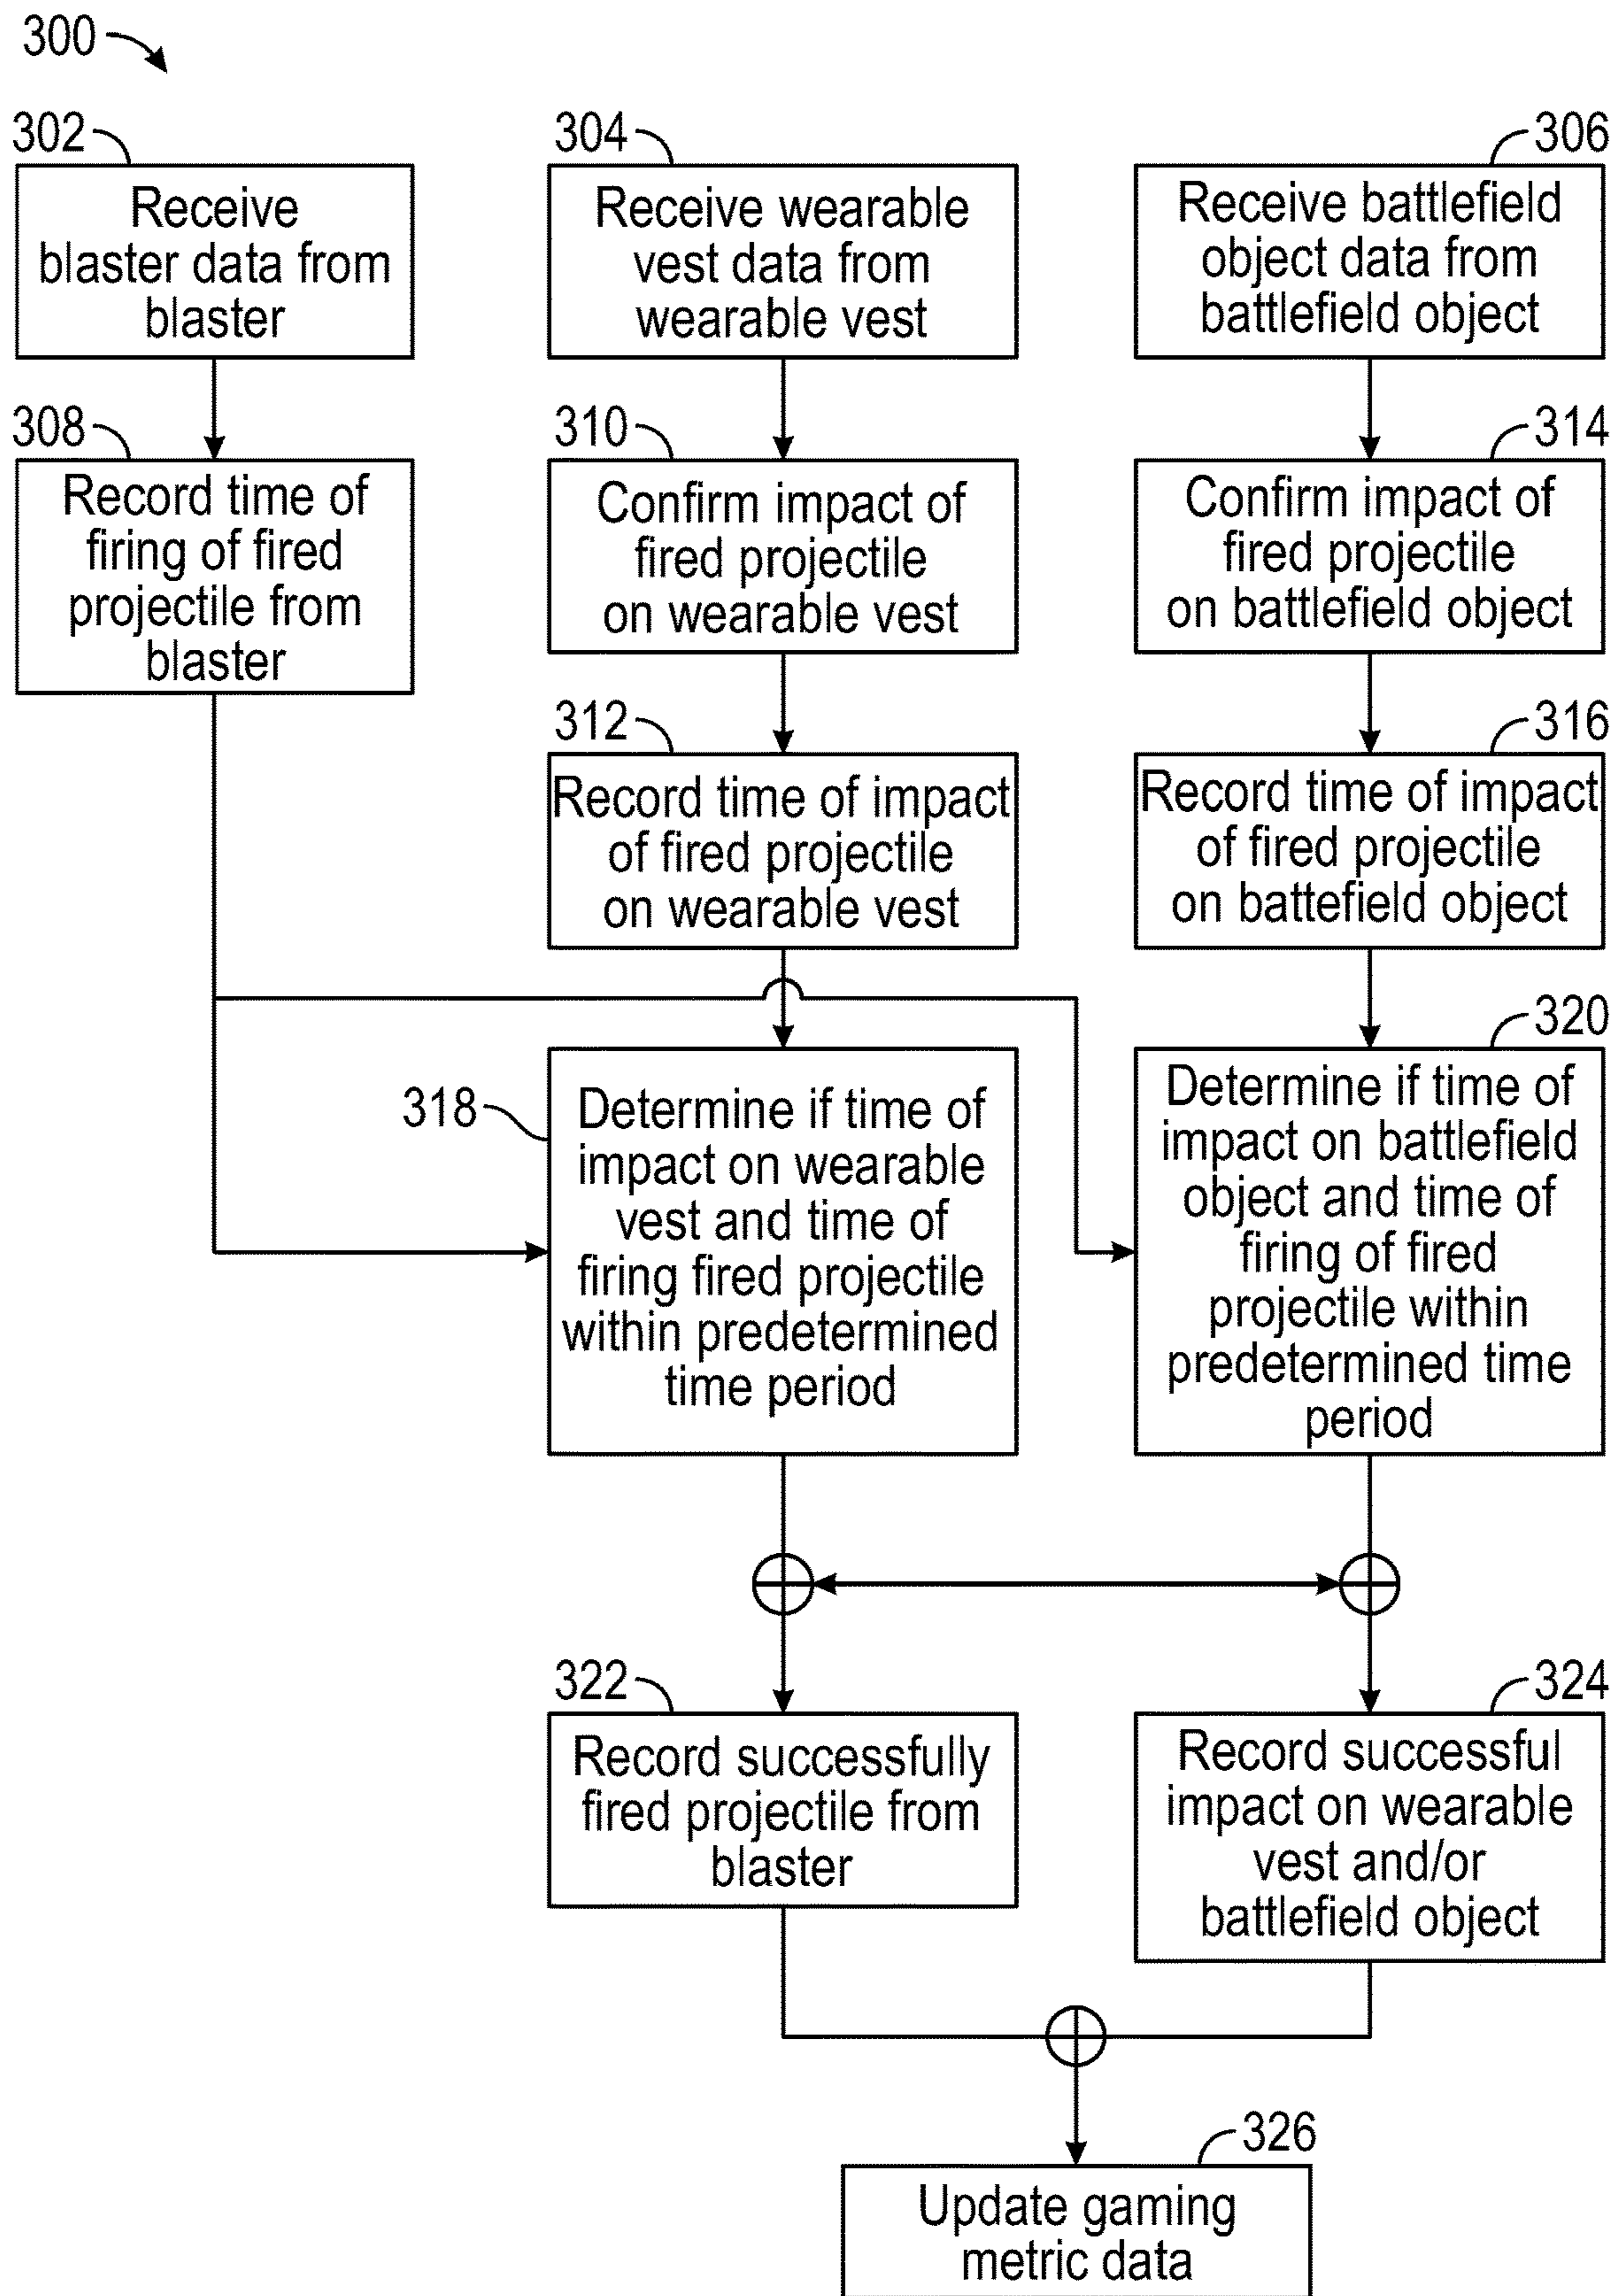 300
302
Receive
blaster data from
blaster
304
Receive wearable
vest data from
wearable vest
306
Receive battlefield
object data from
battlefield object
308
Record time of
firing of fired
projectile from
blaster
310
Confirm impact of
fired projectile
on wearable vest
314
Confirm impact of
fired projectile
on battlefield object
312
Record time of impact
of fired projectile
on wearable vest
316
Record time of impact
of fired projectile
on battefield object
318
Determine if time of
impact on wearable
vest and time of
firing fired projectile
within predetermined
time period
320
Determine if time of
impact on battlefield
object and time of
firing of fired
projectile within
predetermined time
period
322
Record successfully
fired projectile from
blaster
324
Record successful
impact on wearable
vest and/or
battlefield object
326
Update gaming
metric data